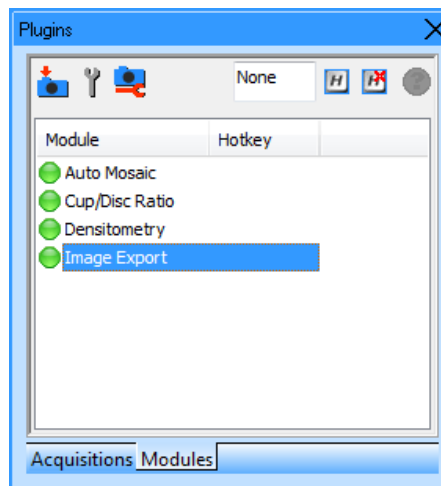 Plugins
None
H
H
?
Module Hotkey
Auto Mosaic
Cup/Disc Ratio
Densitometry
Image Export
Acquisitions Modules